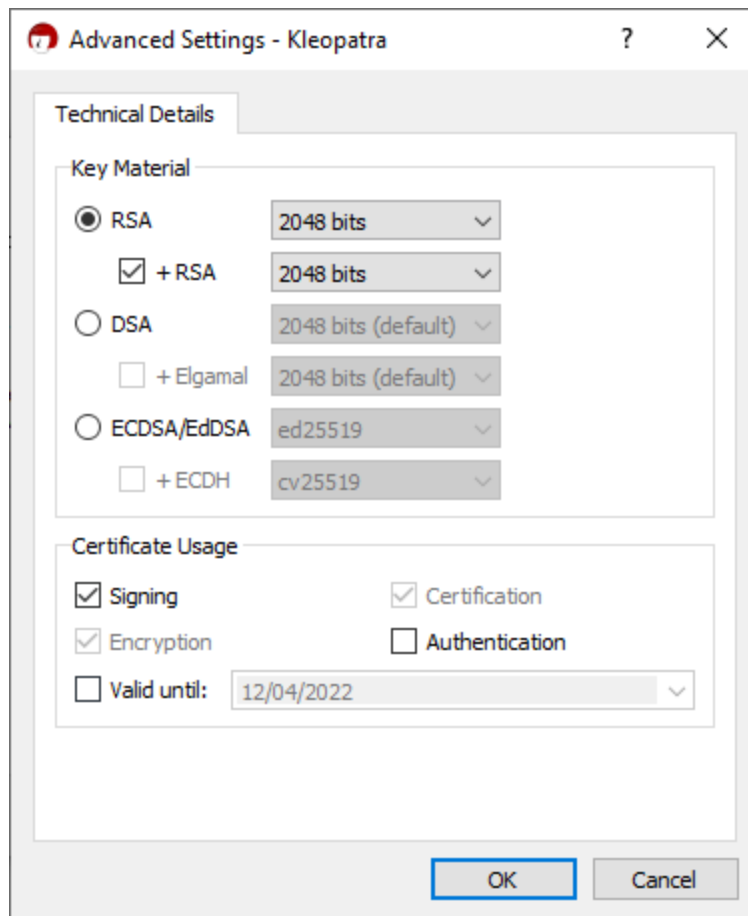 Advanced Settings - Kleopatra ?
Technical Details
Key Material
RSA 2048 bits
+ RSA 2048 bits
DSA 2048 bits (default)
+ Elgamal 2048 bits (default)
ECDSA/EdDSA ed25519
+ ECDH cv25519
Certificate Usage
Signing Certification
Encryption Authentication
Valid until: 12/04/2022
OK Cancel